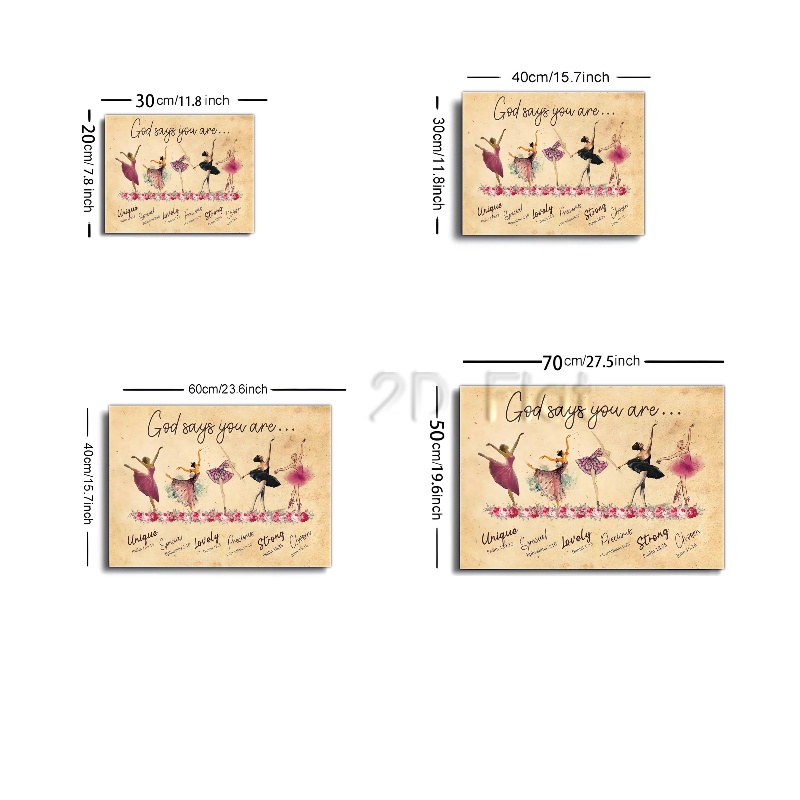 30cm/11.8 inch
20cm/ 7.8 inch
God says you are...
Unique Special Lovely Precious Strong Chosen
40cm/15.7inch
30cm/11.8inch
God says you are...
Unique Special Lovely Precious Strong Chosen
2D Flat
60cm/23.6inch
40cm/15.7inch
God says you are...
Unique Special Lovely Precious Strong Chosen
70cm/27.5inch
50cm/19.6inch
God says you are...
Unique Special Lovely Precious Strong Chosen